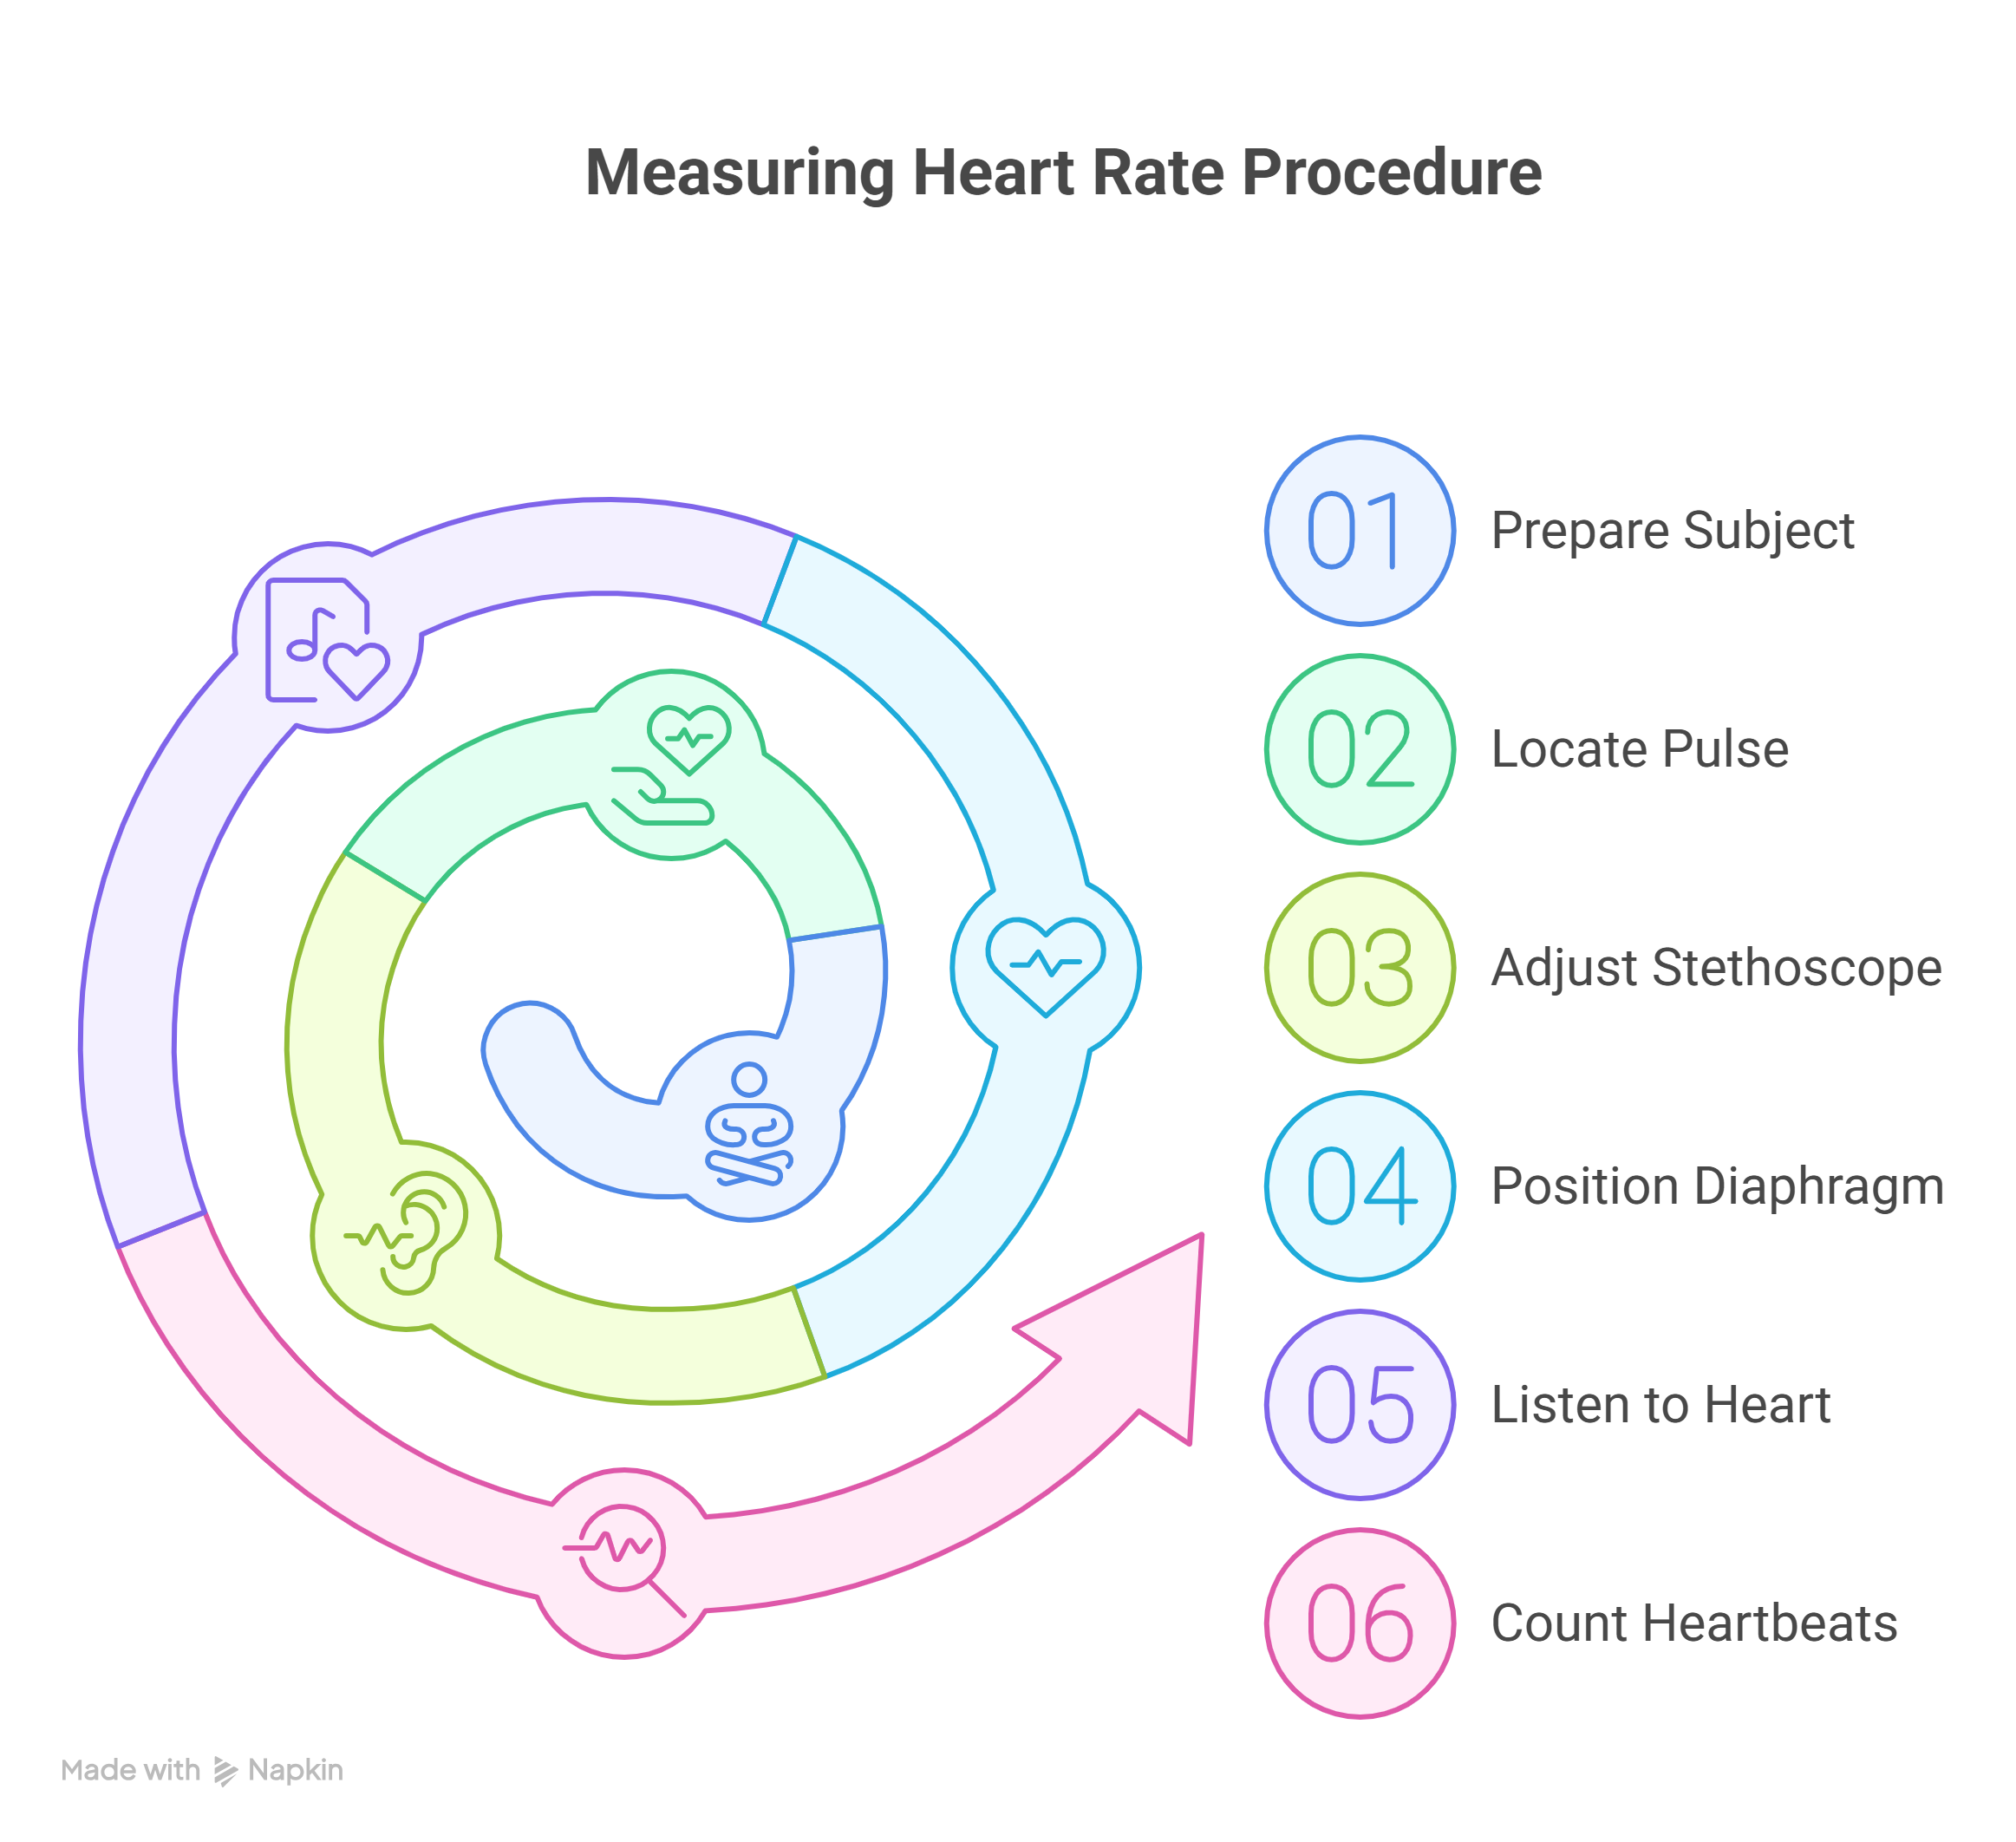 Measuring Heart Rate Procedure
01 Prepare Subject
02 Locate Pulse
03 Adjust Stethoscope
04 Position Diaphragm
05 Listen to Heart
06 Count Heartbeats
Made with Napkin